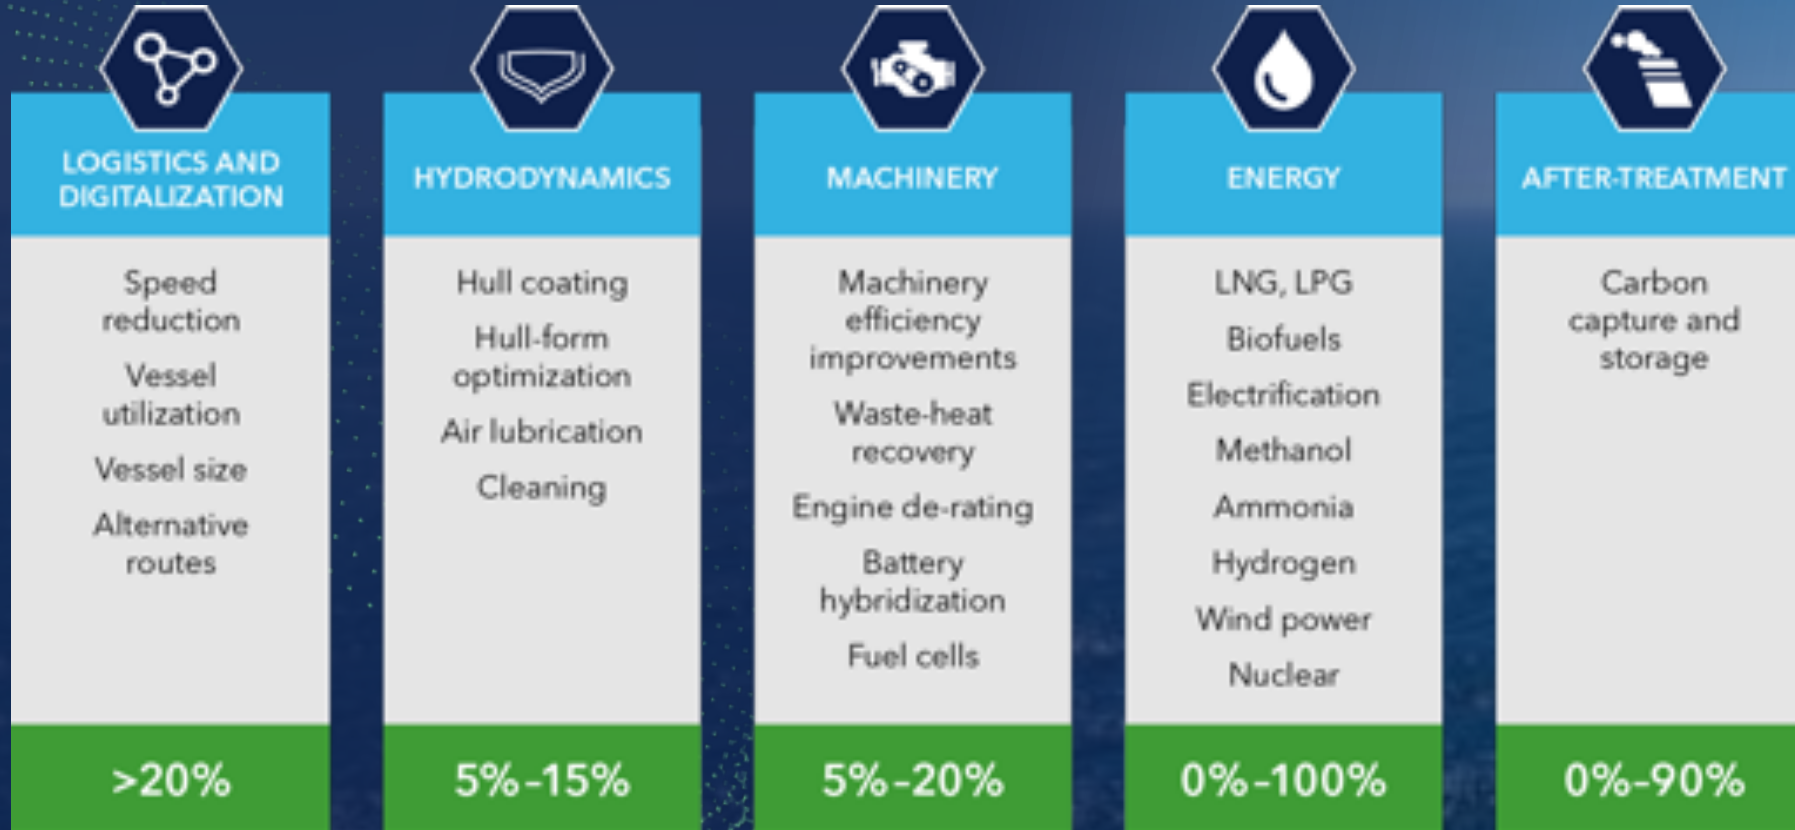 LOGISTICS AND
DIGITALIZATION
Speed
reduction
Vessel
utilization
Vessel size
Alternative
routes
>20%
HYDRODYNAMICS
Hull coating
Hull-form
optimization
Air lubrication
Cleaning
5%-15%
MACHINERY
Machinery
efficiency
improvements
Waste-heat
recovery
Engine de-rating
Battery
hybridization
Fuel cells
5%-20%
ENERGY
LNG, LPG
Biofuels
Electrification
Methanol
Ammonia
Hydrogen
Wind power
Nuclear
0%-100%
AFTER-TREATMENT
Carbon
capture and
storage
0%-90%